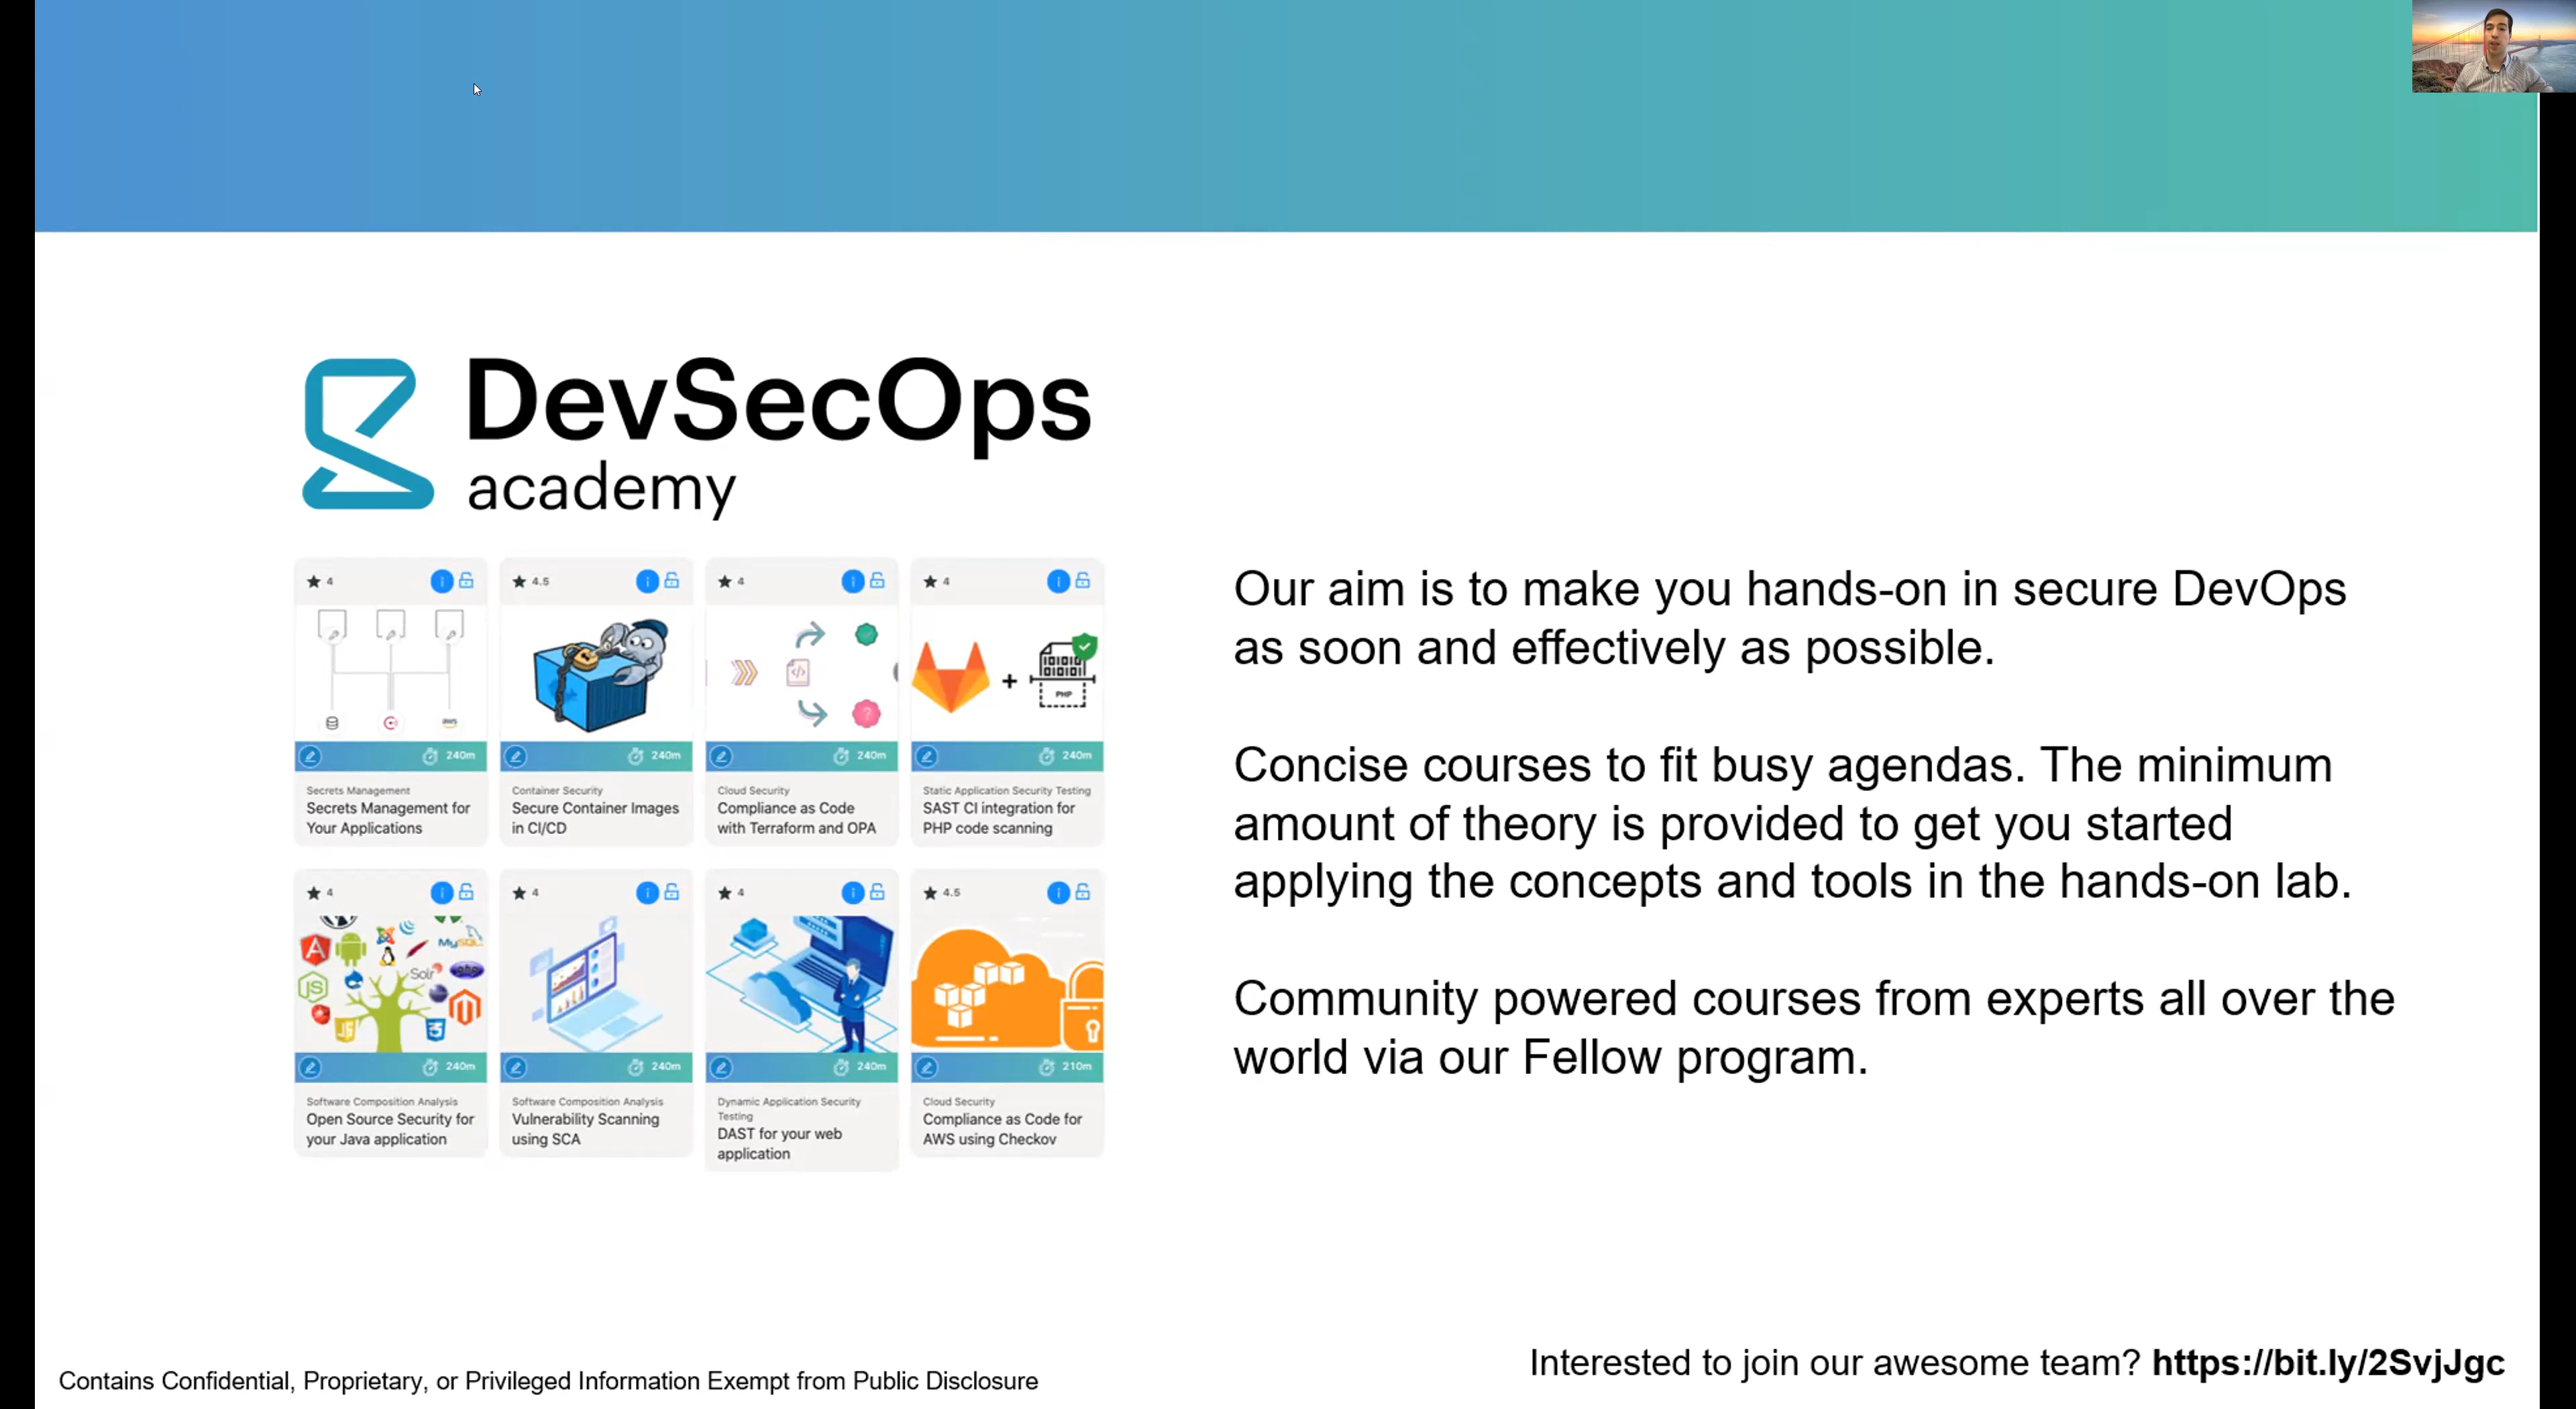 DevSecOps
academy
4
4.5
4
4
aws
+
PHP
240m
240m
240m
240m
Secrets Management
Secrets Management for
Your Applications
Container Security
Secure Container Images
in CI/CD
Cloud Security
Compliance as Code
with Terraform and OPA
Static Application Security Testing
SAST CI integration for
PHP code scanning
4
4
4
4.5
MySQL
Solr
php
JS
JS
240m
240m
240m
210m
Software Composition Analysis
Open Source Security for
your Java application
Software Composition Analysis
Vulnerability Scanning
using SCA
Dynamic Application Security
Testing
DAST for your web
application
Cloud Security
Compliance as Code for
AWS using Checkov
Our aim is to make you hands-on in secure DevOps
as soon and effectively as possible.
Concise courses to fit busy agendas. The minimum
amount of theory is provided to get you started
applying the concepts and tools in the hands-on lab.
Community powered courses from experts all over the
world via our Fellow program.
Interested to join our awesome team? https://bit.ly/2SvjJgc
Contains Confidential, Proprietary, or Privileged Information Exempt from Public Disclosure